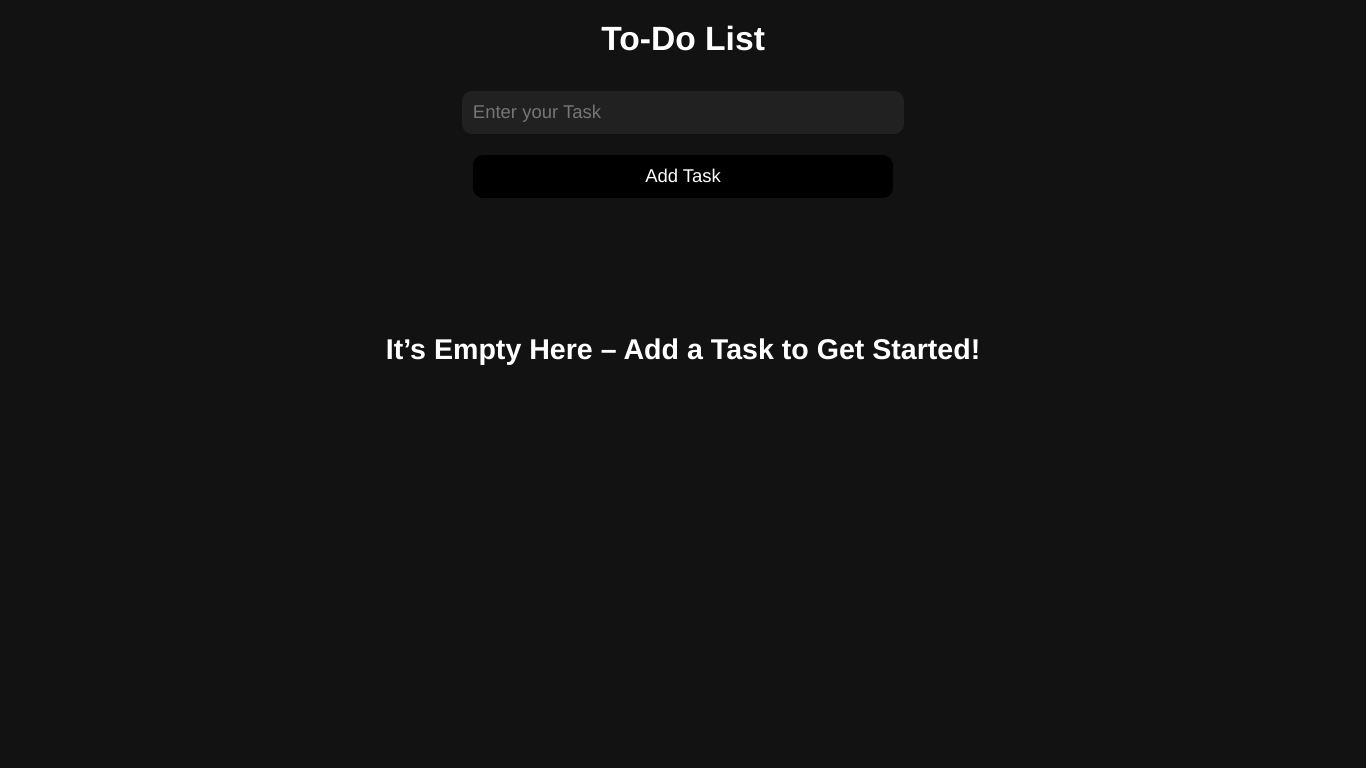 To-Do List
Enter your Task
Add Task
It’s Empty Here – Add a Task to Get Started!